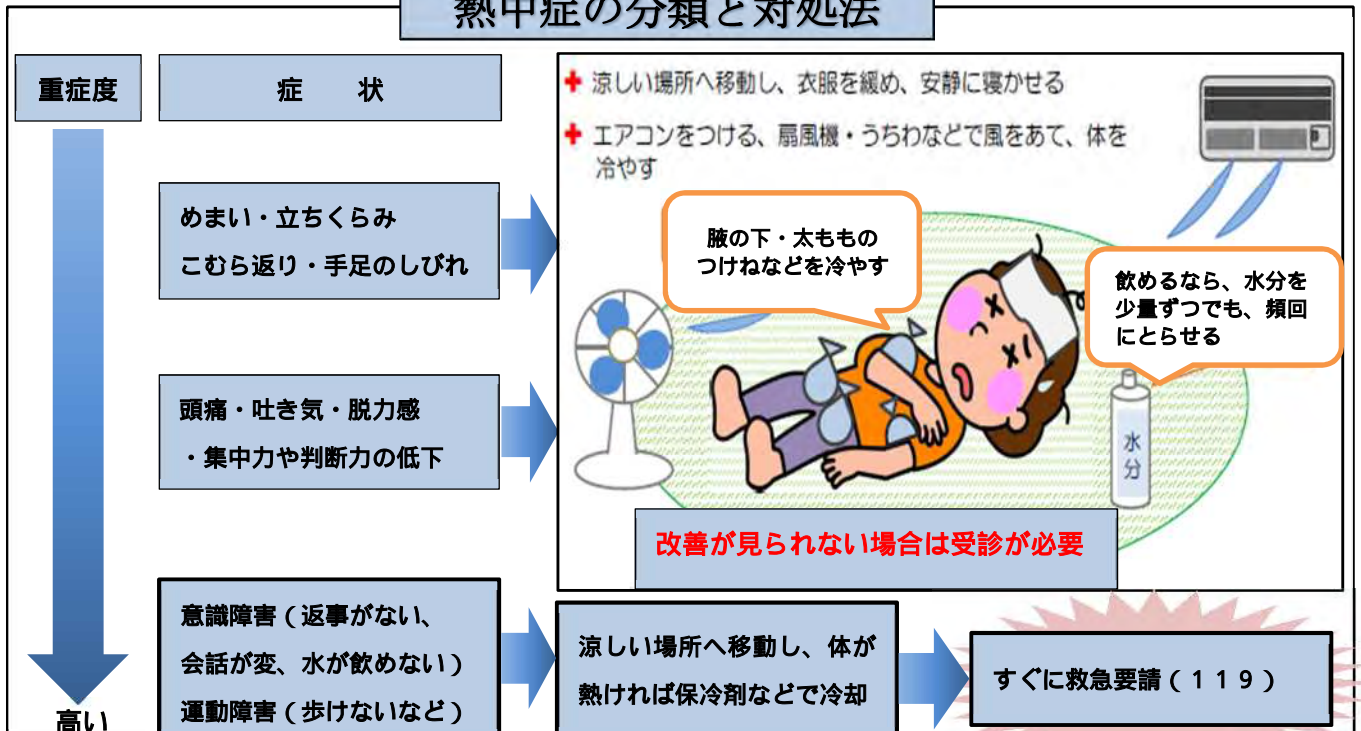 熱中症の分類と対処法
重症度
症　状
めまい・立ちくらみ
こむら返り・手足のしびれ
頭痛・吐き気・脱力感
・集中力や判断力の低下
意識障害（返事がない、
会話が変、水が飲めない）
運動障害（歩けないなど）
高い
✚ 涼しい場所へ移動し、衣服を緩め、安静に寝かせる
✚ エアコンをつける、扇風機・うちわなどで風をあて、体を
冷やす
腋の下・太ももの
つけねなどを冷やす
飲めるなら、水分を
少量ずつでも、頻回
にとらせる
水
分
改善が見られない場合は受診が必要
涼しい場所へ移動し、体が
熱ければ保冷剤などで冷却
すぐに救急要請（１１９）